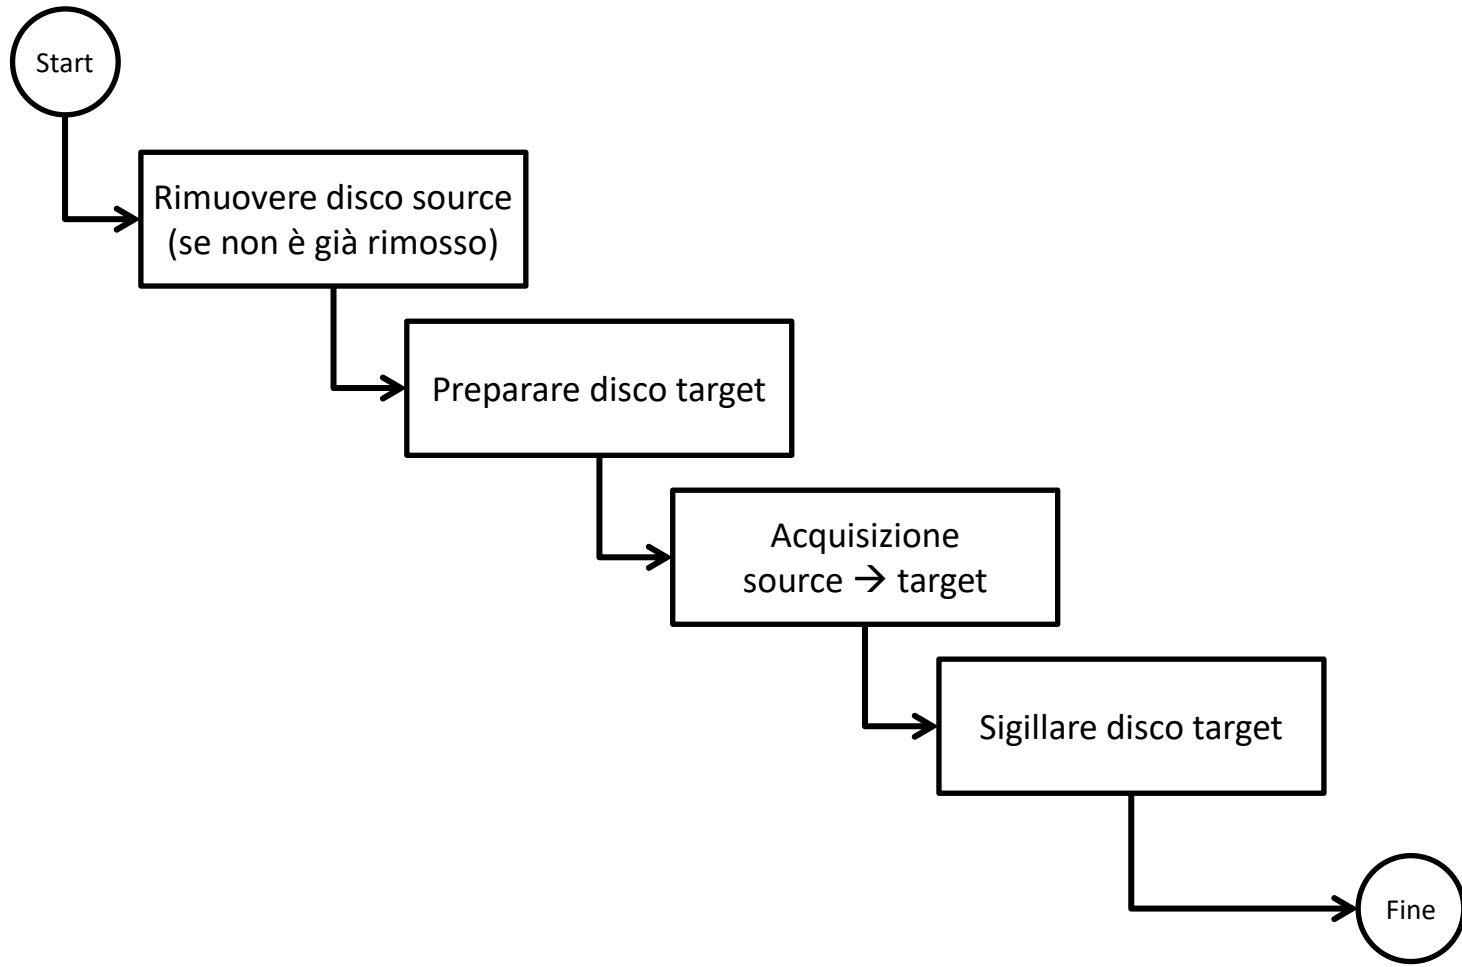 Start
Rimuovere disco source
(se non è già rimosso)
Preparare disco target
Acquisizione
source → target
Sigillare disco target
Fine